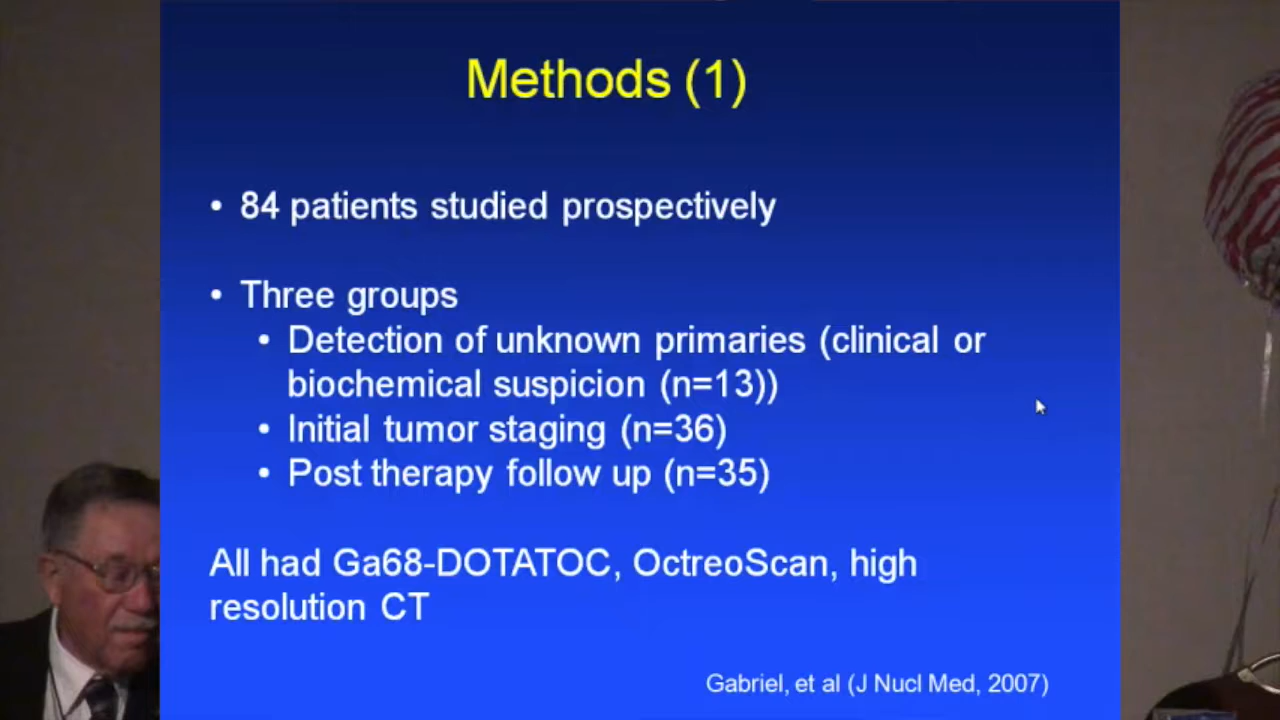 Methods (1)
• 84 patients studied prospectively
• Three groups
• Detection of unknown primaries (clinical or
biochemical suspicion (n=13))
• Initial tumor staging (n=36)
• Post therapy follow up (n=35)
All had Ga68-DOTATOC, OctreoScan, high
resolution CT
Gabriel, et al (J Nucl Med, 2007)